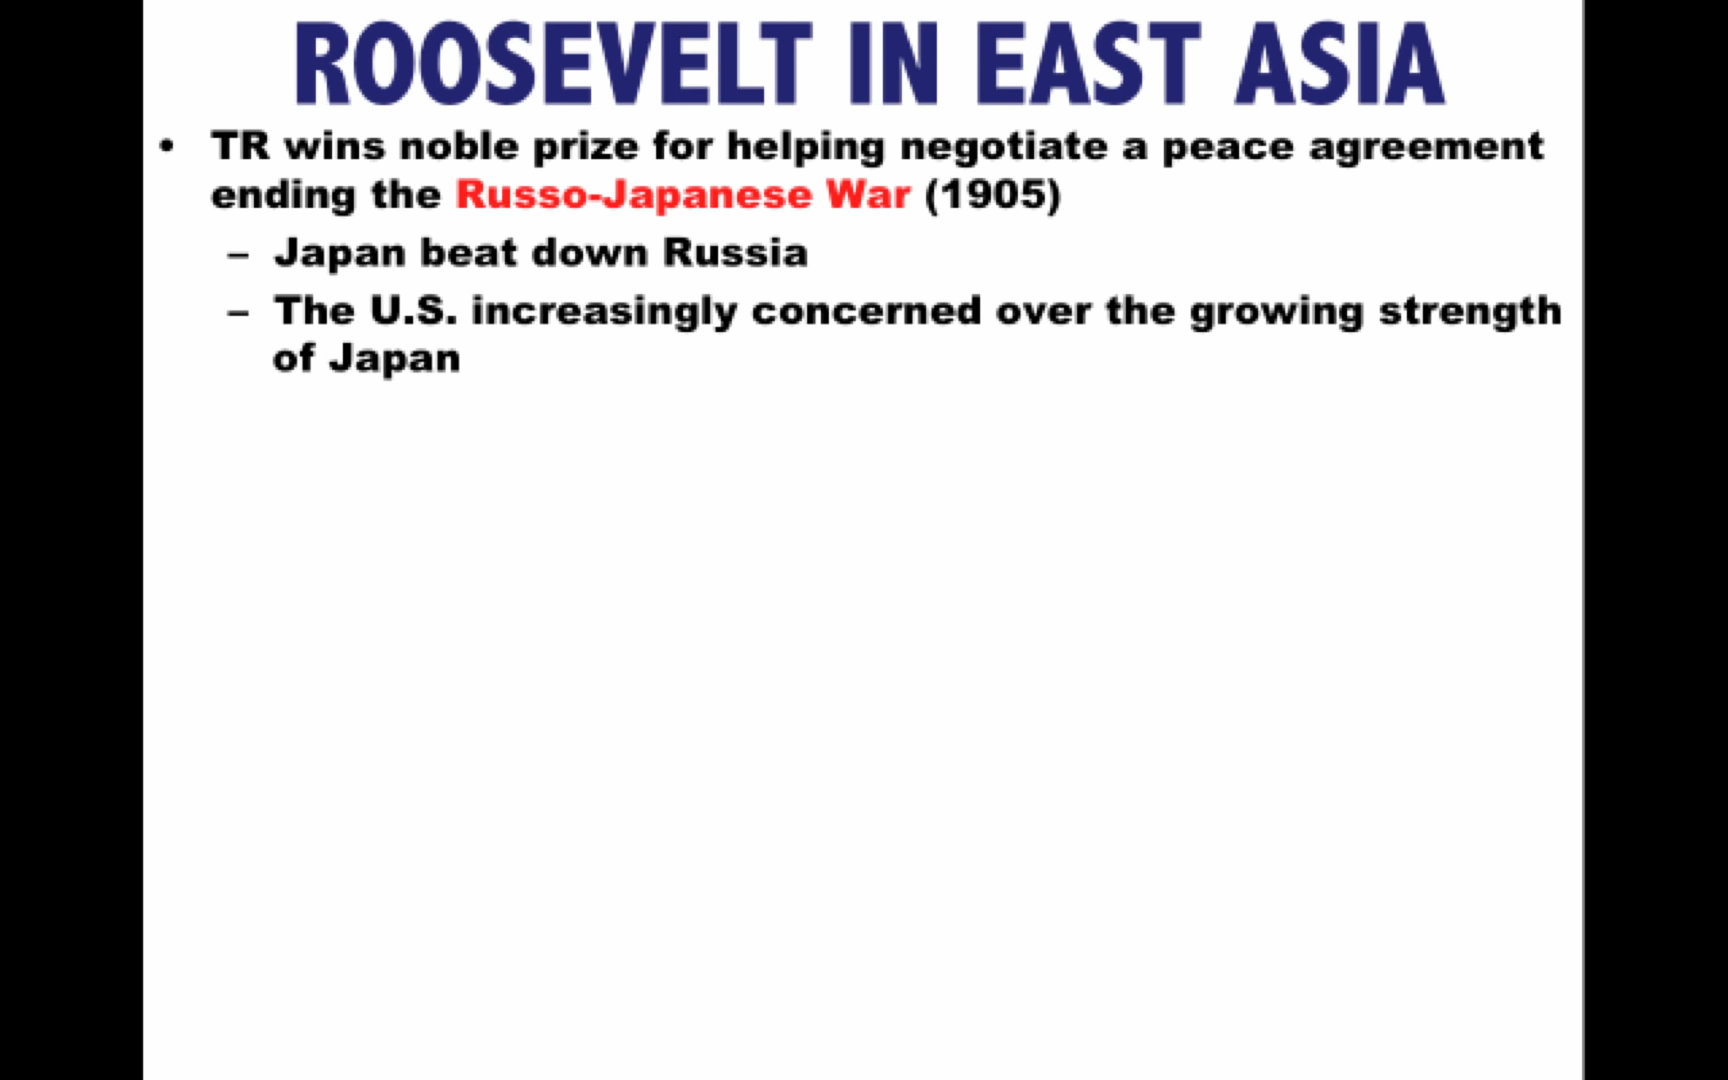 ROOSEVELT IN EAST ASIA
• TR wins noble prize for helping negotiate a peace agreement
ending the Russo-Japanese War (1905)
– Japan beat down Russia
– The U.S. increasingly concerned over the growing strength
of Japan